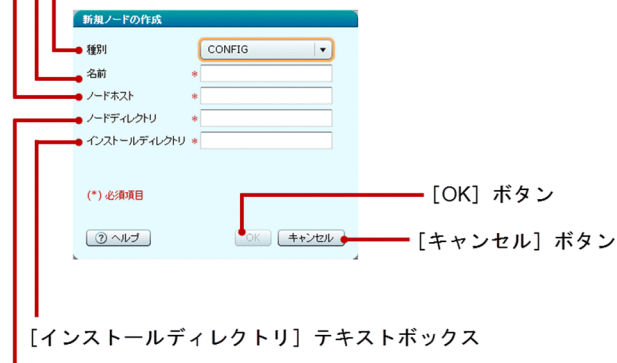 新規ノードの作成
種別 CONFIG
名前 *
ノードホスト *
ノードディレクトリ *
インストールディレクトリ *
(*) 必須項目
[OK] ボタン
? ヘルプ OK キャンセル
[キャンセル] ボタン
[インストールディレクトリ] テキストボックス